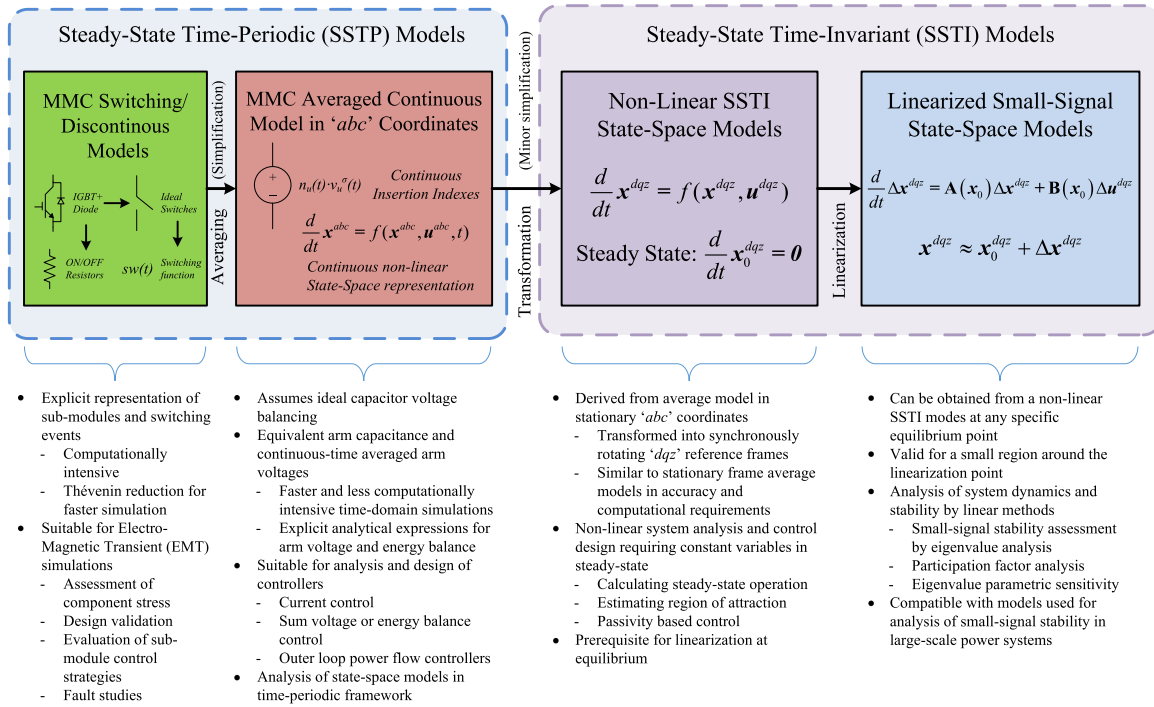 Steady-State Time-Periodic (SSTP) Models
MMC Switching/
Discontinous
Models
IGBT+
Diode
Ideal
Switches
ON/OFF
Resistors
sw(t)
Switching
function
(Simplification)
Averaging
MMC Averaged Continuous
Model in ‘abc’ Coordinates
+
−
n_u(t)·v_u^σ(t)
Continuous
Insertion Indexes
d/dt x^{abc} = f(x^{abc}, u^{abc}, t)
Continuous non-linear
State-Space representation
(Minor simplification)
Transformation
Steady-State Time-Invariant (SSTI) Models
Non-Linear SSTI
State-Space Models
d/dt x^{dqz} = f(x^{dqz}, u^{dqz})
Steady State: d/dt x_0^{dqz} = 0
Linearization
Linearized Small-Signal
State-Space Models
d/dt Δx^{dqz} = A(x_0)Δx^{dqz} + B(x_0)Δu^{dqz}
x^{dqz} ≈ x_0^{dqz} + Δx^{dqz}
• Explicit representation of
sub-modules and switching
events
- Computationally
intensive
- Thévenin reduction for
faster simulation
• Suitable for Electro-
Magnetic Transient (EMT)
simulations
- Assessment of
component stress
- Design validation
- Evaluation of sub-
module control
strategies
- Fault studies
• Assumes ideal capacitor voltage
balancing
• Equivalent arm capacitance and
continuous-time averaged arm
voltages
- Faster and less computationally
intensive time-domain simulations
- Explicit analytical expressions for
arm voltage and energy balance
• Suitable for analysis and design of
controllers
- Current control
- Sum voltage or energy balance
control
- Outer loop power flow controllers
• Analysis of state-space models in
time-periodic framework
• Derived from average model in
stationary ‘abc’ coordinates
- Transformed into synchronously
rotating ‘dqz’ reference frames
- Similar to stationary frame average
models in accuracy and
computational requirements
• Non-linear system analysis and control
design requiring constant variables in
steady-state
- Calculating steady-state operation
- Estimating region of attraction
- Passivity based control
• Prerequisite for linearization at
equilibrium
• Can be obtained from a non-linear
SSTI modes at any specific
equilibrium point
• Valid for a small region around the
linearization point
• Analysis of system dynamics and
stability by linear methods
- Small-signal stability assessment
by eigenvalue analysis
- Participation factor analysis
- Eigenvalue parametric sensitivity
• Compatible with models used for
analysis of small-signal stability in
large-scale power systems